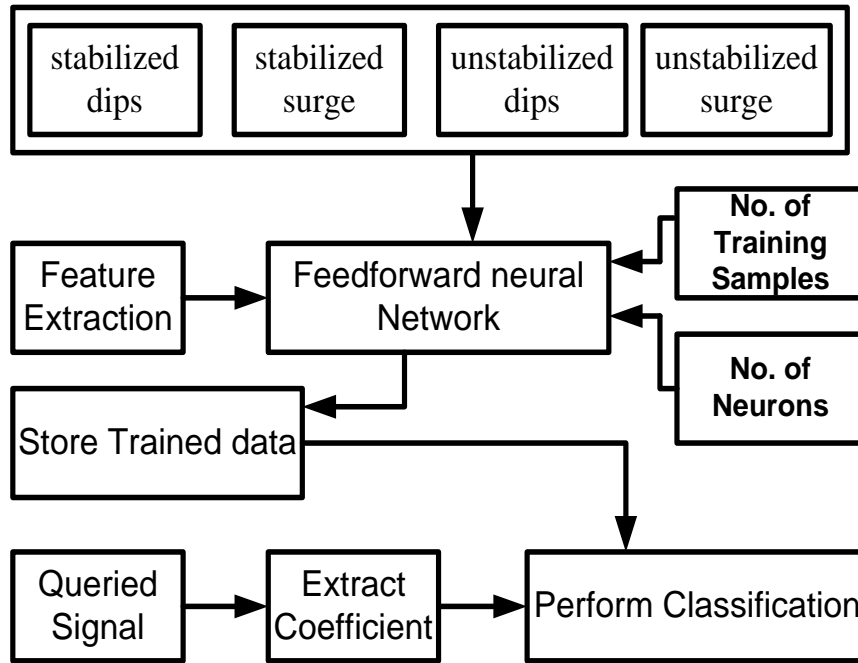 stabilized
dips
stabilized
surge
unstabilized
dips
unstabilized
surge
No. of
Training
Samples
Feature
Extraction
Feedforward neural
Network
No. of
Neurons
Store Trained data
Queried
Signal
Extract
Coefficient
Perform Classification